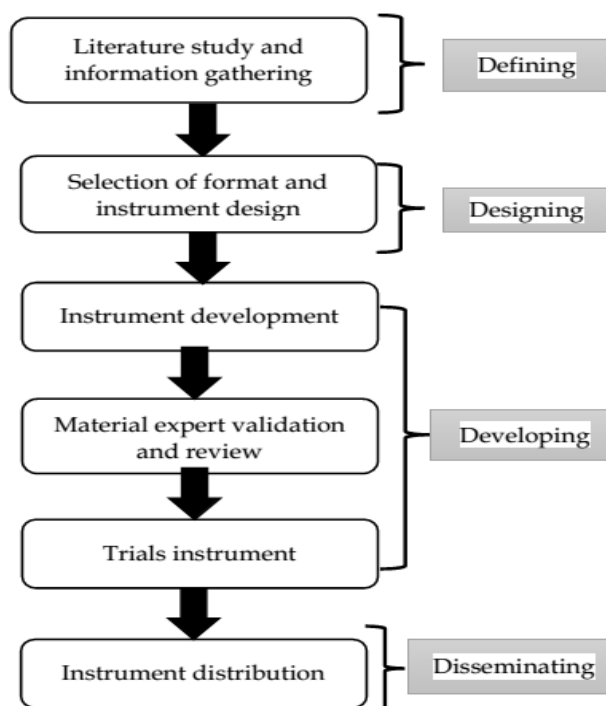 Literature study and
information gathering
Defining
Selection of format and
instrument design
Designing
Instrument development
Material expert validation
and review
Developing
Trials instrument
Instrument distribution
Disseminating